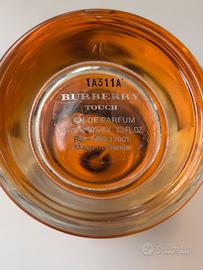 1A311A
BURBERRY
TOUCH
DE PARFUM
3.3 FL.OZ
Made in France
Subito